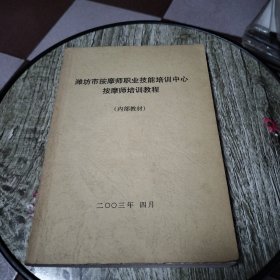 潍坊市按摩师职业技能培训中心
按摩师培训教程
（内部教材）
二〇〇三年 四月